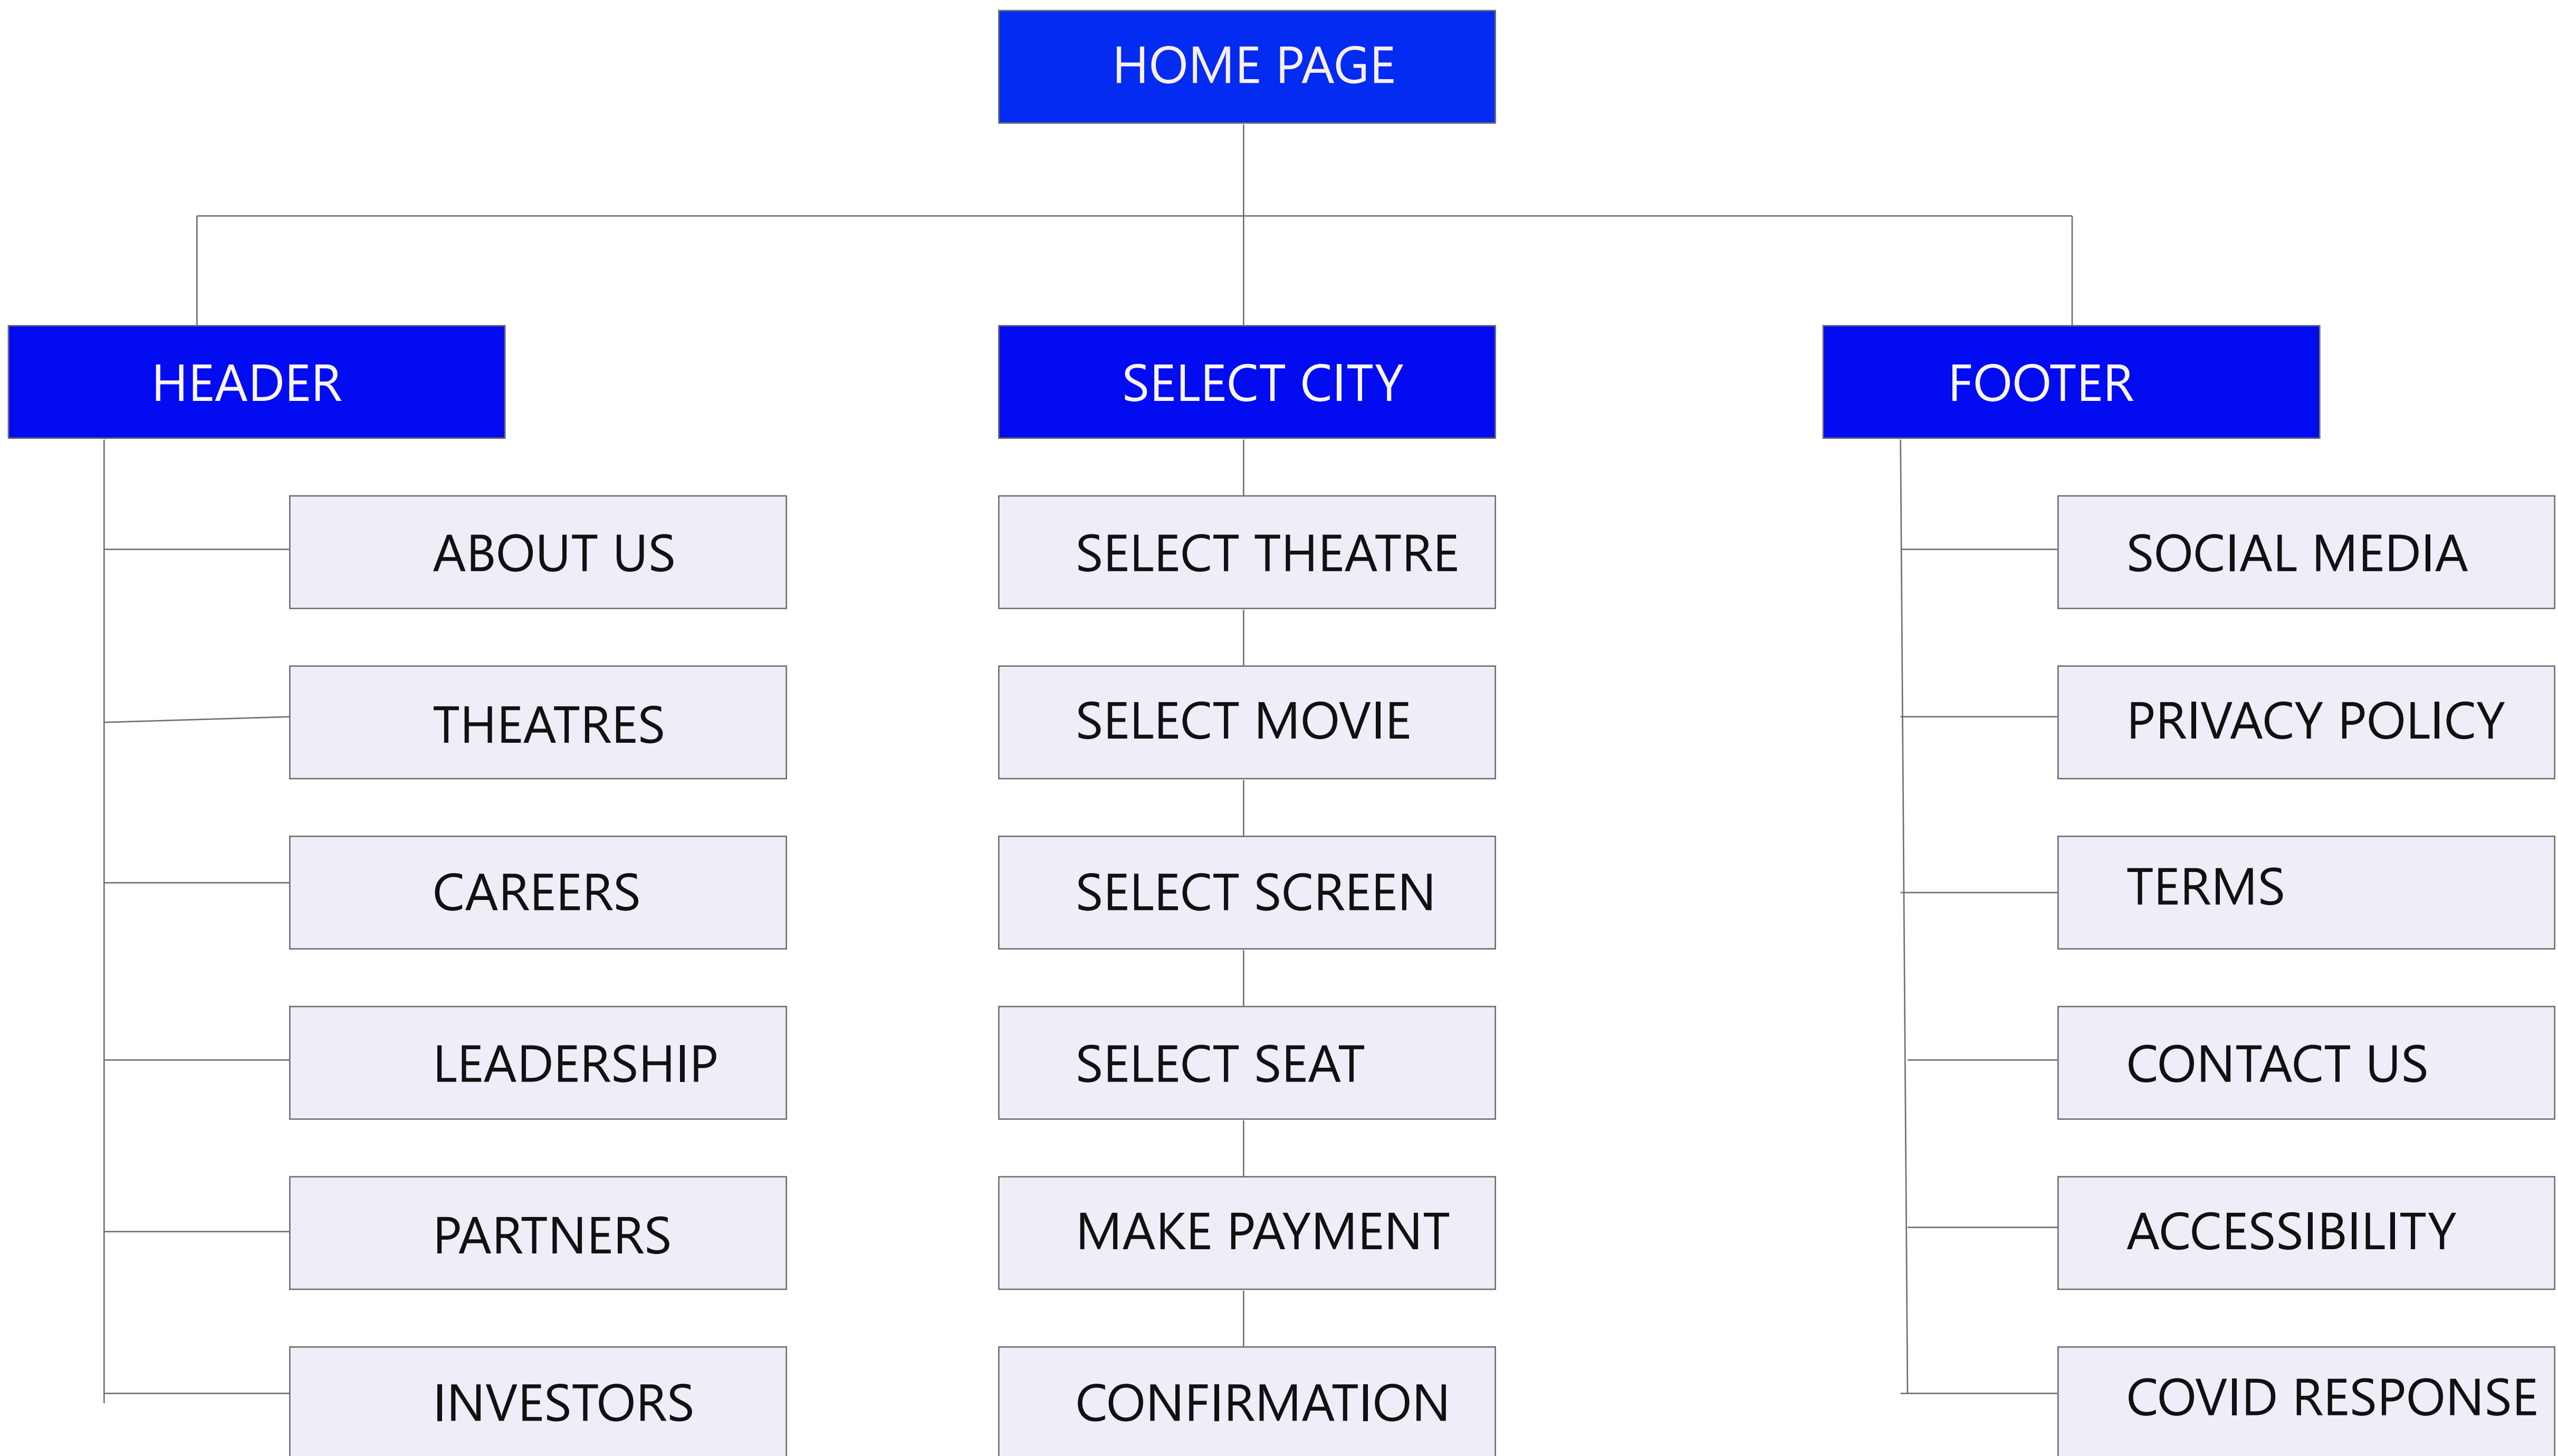 HOME PAGE
HEADER
SELECT CITY
FOOTER
ABOUT US
THEATRES
CAREERS
LEADERSHIP
PARTNERS
INVESTORS
SELECT THEATRE
SELECT MOVIE
SELECT SCREEN
SELECT SEAT
MAKE PAYMENT
CONFIRMATION
SOCIAL MEDIA
PRIVACY POLICY
TERMS
CONTACT US
ACCESSIBILITY
COVID RESPONSE